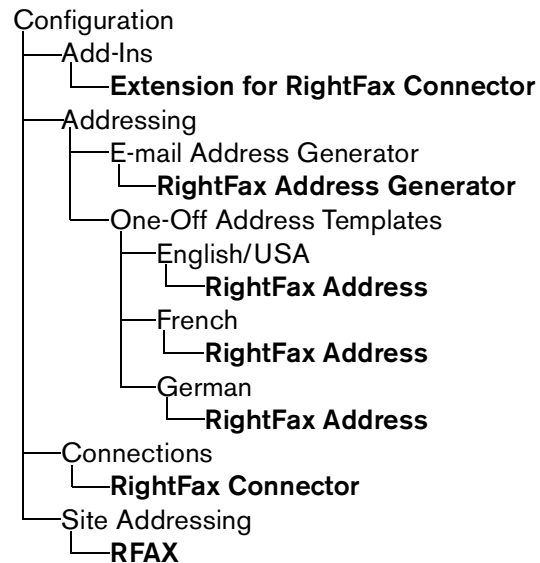 Configuration
Add-Ins
Extension for RightFax Connector
Addressing
E-mail Address Generator
RightFax Address Generator
One-Off Address Templates
English/USA
RightFax Address
French
RightFax Address
German
RightFax Address
Connections
RightFax Connector
Site Addressing
RFAX